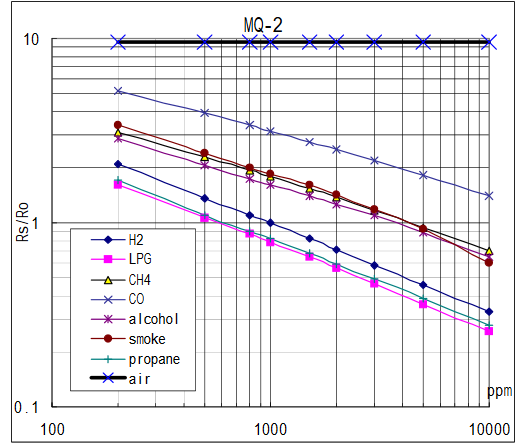 MQ-2
10
1
0.1
Rs/Ro
H2
LPG
CH4
CO
alcohol
smoke
propane
air
ppm
100
1000
10000